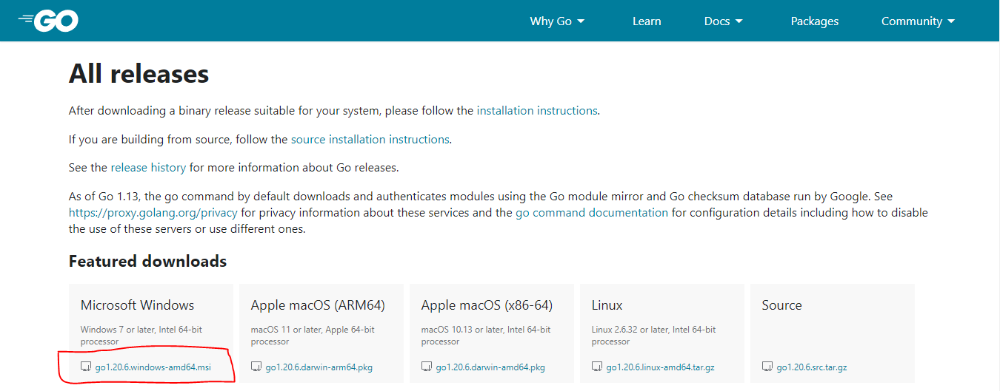 GO
Why Go
Learn
Docs
Packages
Community
All releases
After downloading a binary release suitable for your system, please follow the installation instructions.
If you are building from source, follow the source installation instructions.
See the release history for more information about Go releases.
As of Go 1.13, the go command by default downloads and authenticates modules using the Go module mirror and Go checksum database run by Google. See
https://proxy.golang.org/privacy for privacy information about these services and the go command documentation for configuration details including how to disable
the use of these servers or use different ones.
Featured downloads
Microsoft Windows
Windows 7 or later, Intel 64-bit
processor
go1.20.6.windows-amd64.msi
Apple macOS (ARM64)
macOS 11 or later, Apple 64-bit
processor
go1.20.6.darwin-arm64.pkg
Apple macOS (x86-64)
macOS 10.13 or later, Intel 64-bit
processor
go1.20.6.darwin-amd64.pkg
Linux
Linux 2.6.32 or later, Intel 64-bit
processor
go1.20.6.linux-amd64.tar.gz
Source
go1.20.6.src.tar.gz